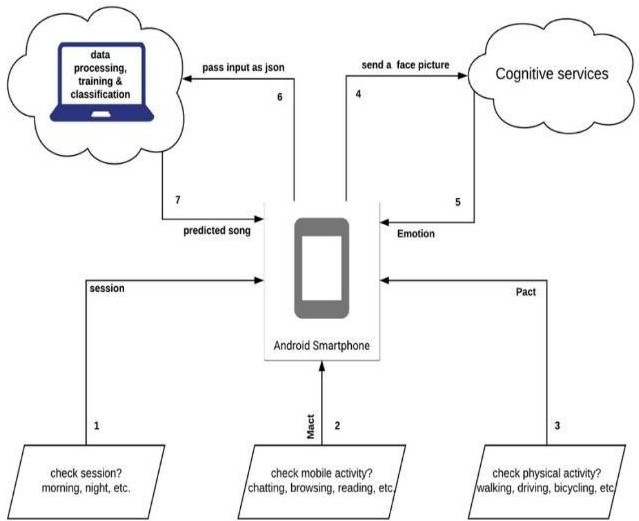 data
processing,
training &
classification
pass input as json
6
send a face picture
4
Cognitive services
7
predicted song
5
Emotion
session
Pact
Android Smartphone
1
Mact
2
3
check session?
morning, night, etc.
check mobile activity?
chatting, browsing, reading, etc.
check physical activity?
walking, driving, bicycling, etc